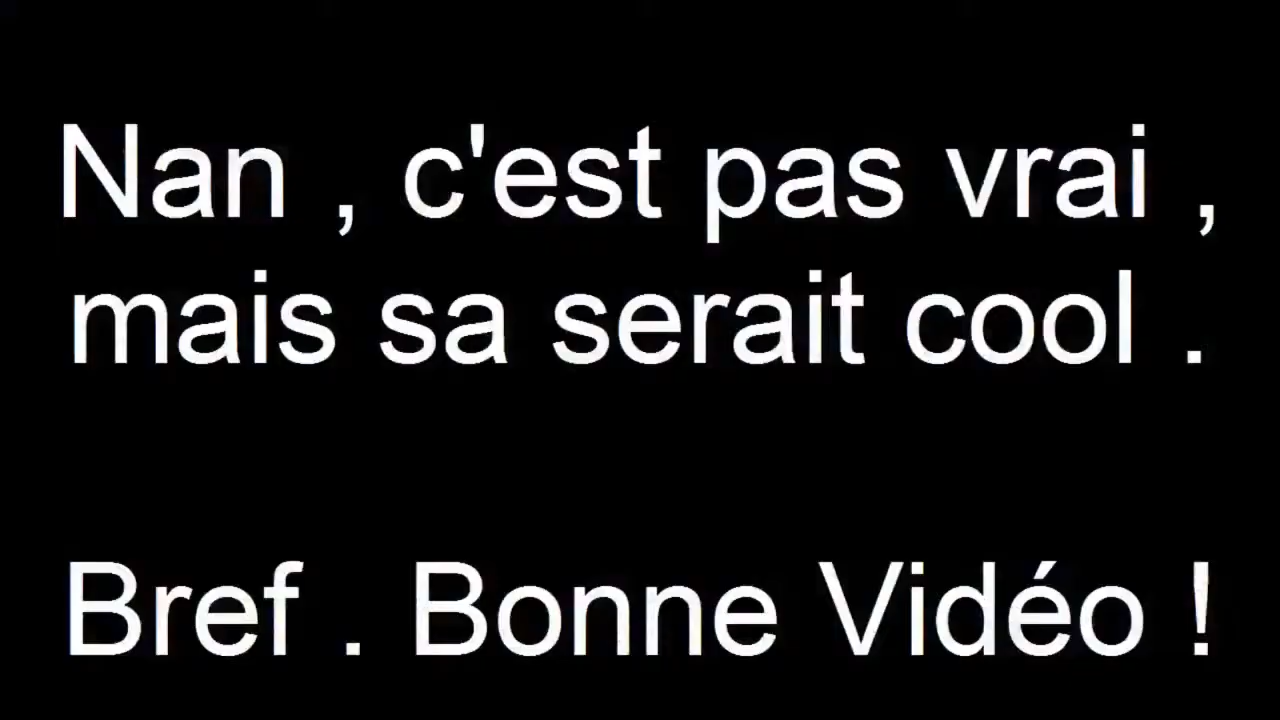 Nan , c'est pas vrai ,
mais sa serait cool .
Bref . Bonne Vidéo !